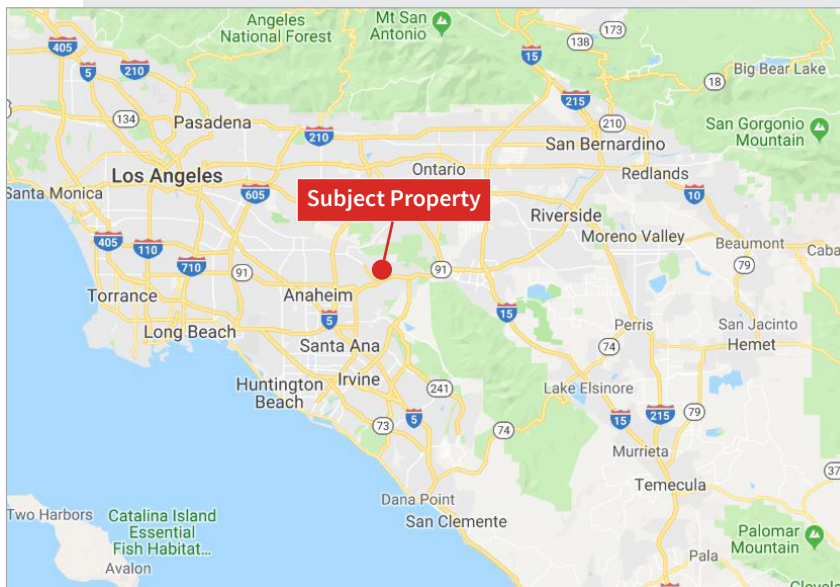 Angeles
National Forest
Mt San
Antonio
138
173
405
5
210
15
18
Big Bear Lake
134
Pasadena
210
215
210
San Gorgonio
Mountain
San Bernardino
Los Angeles
Ontario
Redlands
Santa Monica
605
Subject Property
10
Riverside
405
110
710
91
91
Moreno Valley
Beaumont
79
Torrance
Anaheim
5
15
Long Beach
Santa Ana
Perris
San Jacinto
Hemet
74
Huntington
Beach
Irvine
241
Lake Elsinore
73
5
74
15
215
79
Murrieta
Temecula
Dana Point
San Clemente
Two Harbors
Catalina Island
Essential
Fish Habitat...
Avalon
Palomar
Mountain
Pala